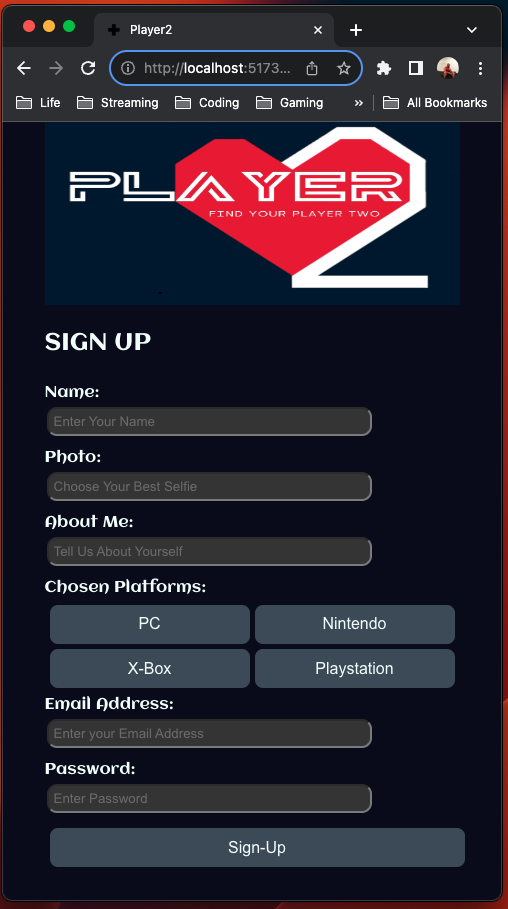 Player2
http://localhost:5173...
Life
Streaming
Coding
Gaming
»
All Bookmarks
PLAYER 2
FIND YOUR PLAYER TWO
SIGN UP
Name:
Enter Your Name
Photo:
Choose Your Best Selfie
About Me:
Tell Us About Yourself
Chosen Platforms:
PC
Nintendo
X-Box
Playstation
Email Address:
Enter your Email Address
Password:
Enter Password
Sign-Up